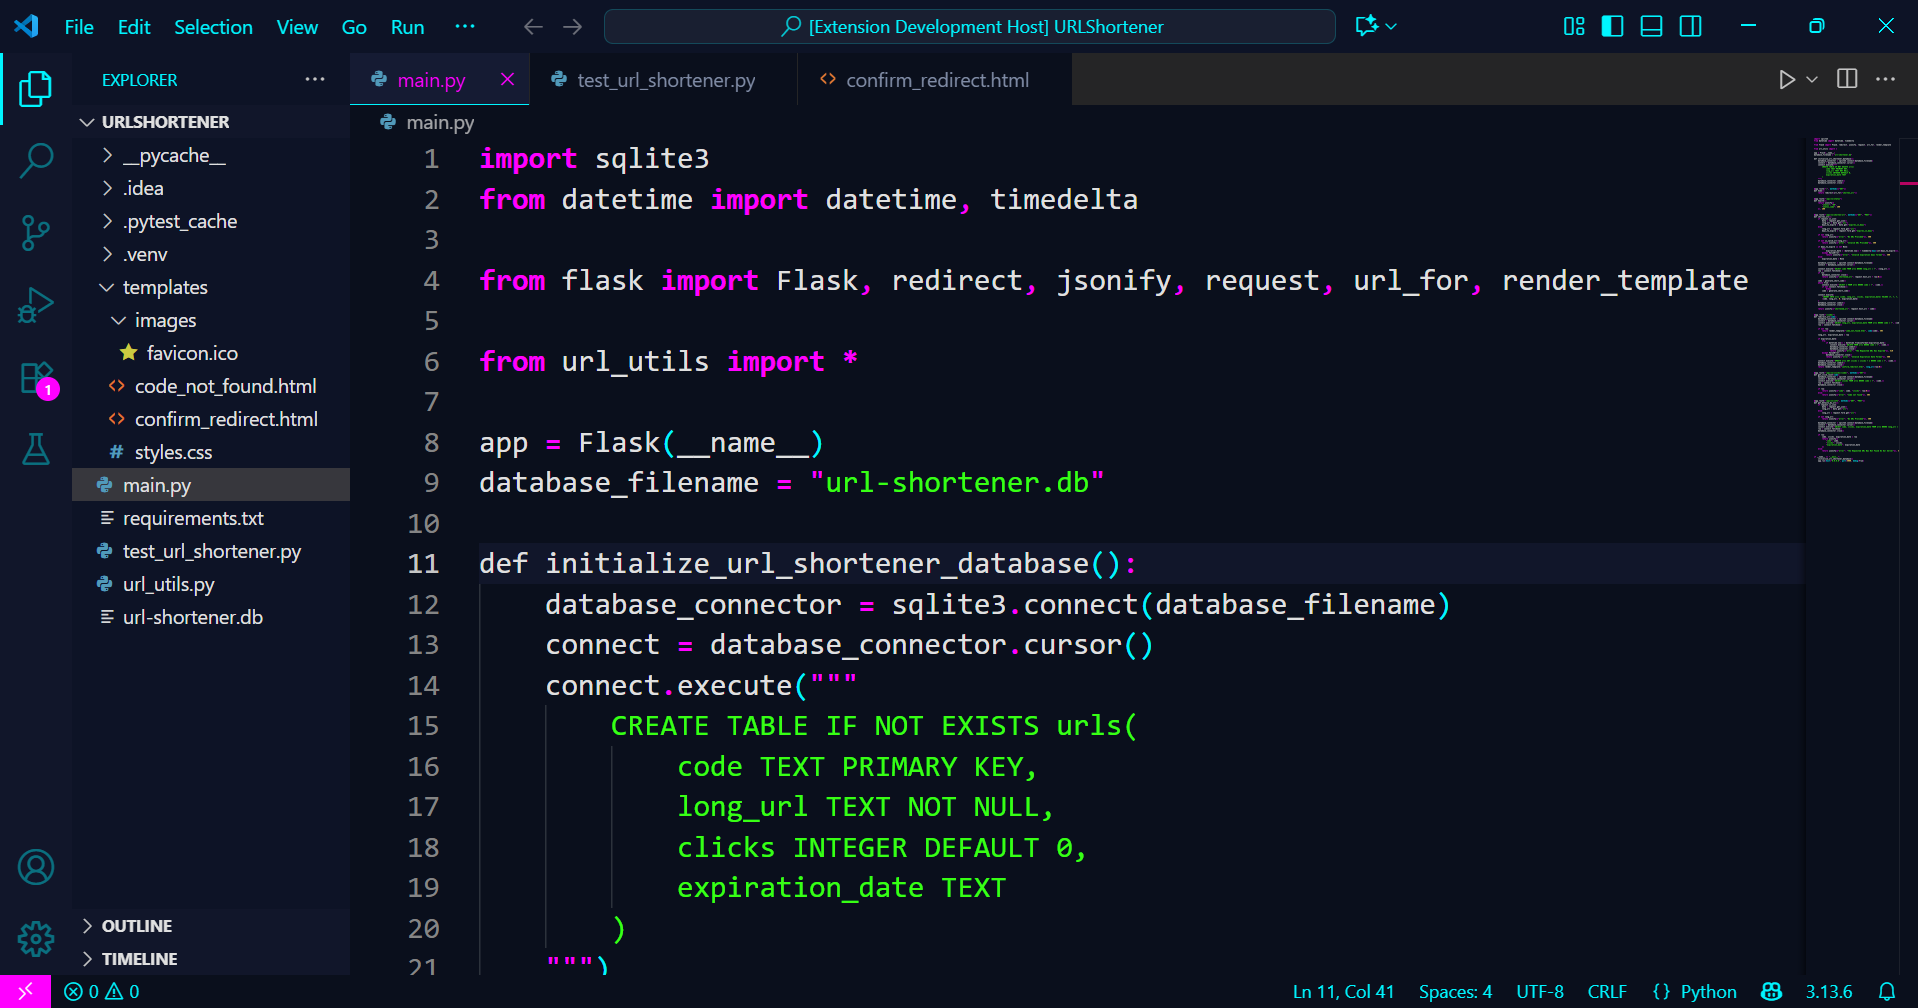 File Edit Selection View Go Run ...
[Extension Development Host] URLShortener
EXPLORER
URLSHORTENER
__pycache__
.idea
.pytest_cache
.venv
templates
images
favicon.ico
code_not_found.html
confirm_redirect.html
styles.css
main.py
requirements.txt
test_url_shortener.py
url_utils.py
url-shortener.db
OUTLINE
TIMELINE
1
main.py
test_url_shortener.py
confirm_redirect.html
main.py
1 import sqlite3
2 from datetime import datetime, timedelta
3
4 from flask import Flask, redirect, jsonify, request, url_for, render_template
5
6 from url_utils import *
7
8 app = Flask(__name__)
9 database_filename = "url-shortener.db"
10
11 def initialize_url_shortener_database():
12 database_connector = sqlite3.connect(database_filename)
13 connect = database_connector.cursor()
14 connect.execute("""
15 CREATE TABLE IF NOT EXISTS urls(
16 code TEXT PRIMARY KEY,
17 long_url TEXT NOT NULL,
18 clicks INTEGER DEFAULT 0,
19 expiration_date TEXT
20 )
21 """)
0 0
Ln 11, Col 41 Spaces: 4 UTF-8 CRLF {} Python 3.13.6